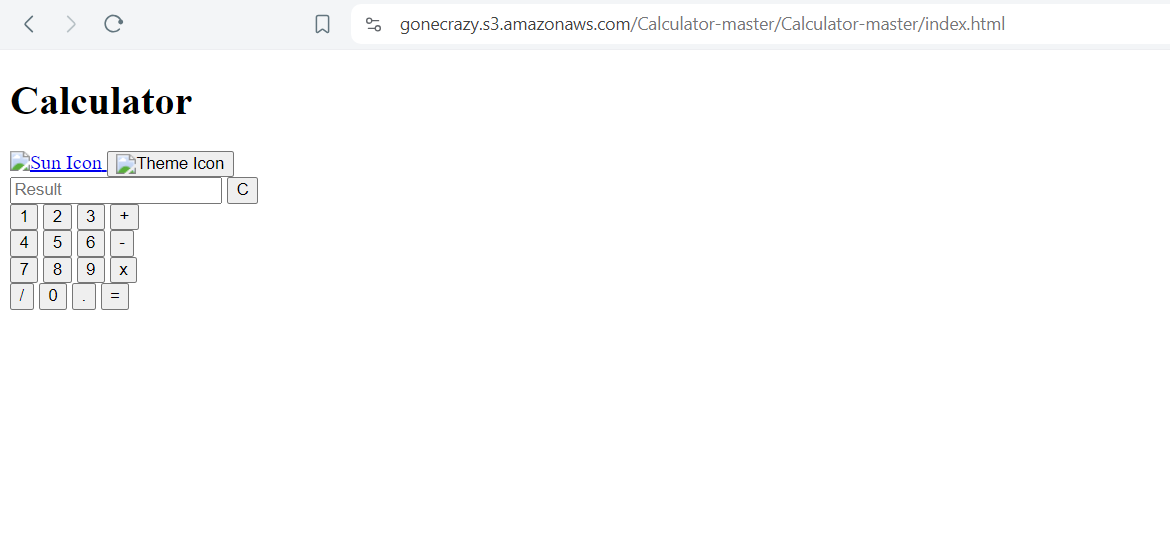 gonecrazy.s3.amazonaws.com/Calculator-master/Calculator-master/index.html
Calculator
Sun Icon Theme Icon
Result C
1 2 3 +
4 5 6 -
7 8 9 x
/ 0 . =